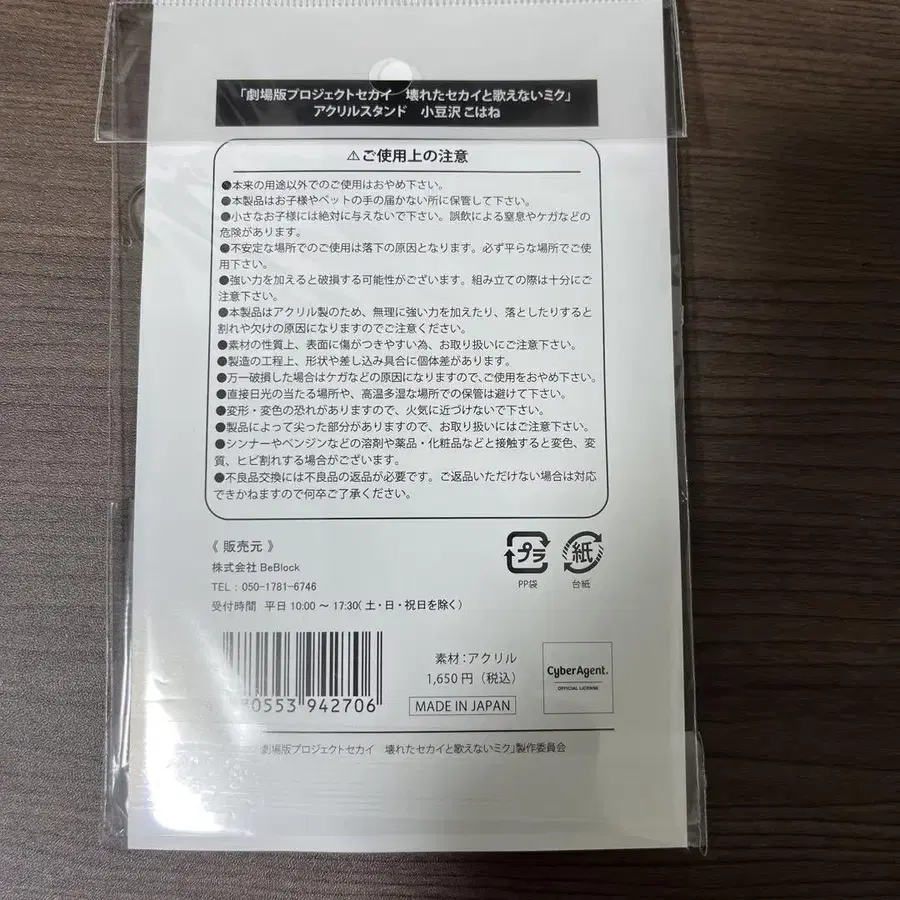 「劇場版プロジェクトセカイ 壊れたセカイと歌えないミク」
アクリルスタンド 小豆沢 こはね
⚠ご使用上の注意
●本来の用途以外でのご使用はおやめ下さい。
●本製品はお子様やペットの手の届かない所に保管して下さい。
●小さなお子様には絶対に与えないで下さい。誤飲による窒息やケガなどの
危険があります。
●不安定な場所でのご使用は落下の原因となります。必ず平らな場所でご使
用下さい。
●強い力を加えると破損する可能性がございます。組み立ての際は十分にご
注意下さい。
●本製品はアクリル製のため、無理に強い力を加えたり、落としたりすると
割れや欠けの原因になりますのでご注意ください。
●素材の性質上、表面に傷がつきやすい為、お取り扱いにご注意下さい。
●製造の工程上、形状や差し込み具合に個体差があります。
●万一破損した場合はケガなどの原因になりますので、ご使用をおやめ下さい。
●直接日光の当たる場所や、高温多湿な場所での保管は避けて下さい。
●変形・変色の恐れがありますので、火気に近づけないで下さい。
●製品によって尖った部分がありますので、お取り扱いにはご注意下さい。
●シンナーやベンジンなどの溶剤や薬品・化粧品などと接触すると変色、変
質、ヒビ割れする場合がございます。
●不良品交換には不良品の返品が必要です。ご返品いただけない場合は対応
できかねますので何卒ご了承ください。
《 販売元 》
株式会社 BeBlock
TEL : 050-1781-6746
受付時間 平日 10:00 ～ 17:30( 土・日・祝日を除く)
プラ
PP袋
紙
台紙
素材：アクリル
1,650 円（税込）
MADE IN JAPAN
CyberAgent.
OFFICIAL LICENSE
0553 942706
劇場版プロジェクトセカイ 壊れたセカイと歌えないミク」製作委員会